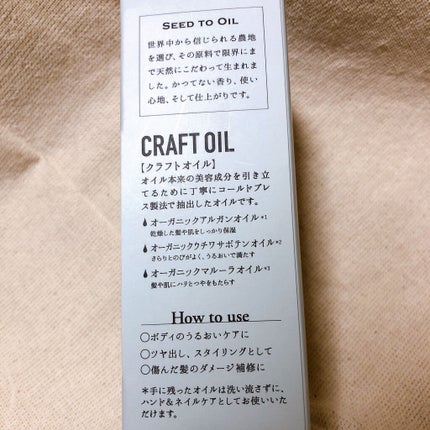 SEED TO OIL
世界中から信じられる農地
を選び、その原料で限界にま
で天然にこだわって生まれま
した。かつてない香り、使い
心地、そして仕上がりです。
CRAFT OIL
【クラフトオイル】
オイル本来の美容成分を引き立
てるために丁寧にコールドプレ
ス製法で抽出したオイルです。
オーガニックアルガンオイル*1
乾燥した髪や肌をしっかり保湿
オーガニックウチワサボテンオイル*2
さらりとのびがよく、うるおいで満たす
オーガニックマルーラオイル*3
髪や肌にハリとつやをもたらす
How to use
○ボディのうるおいケアに
○ツヤ出し、スタイリングとして
○傷んだ髪のダメージ補修に
*手に残ったオイルは洗い流さずに、
ハンド&ネイルケアとしてお使いいた
だけます。